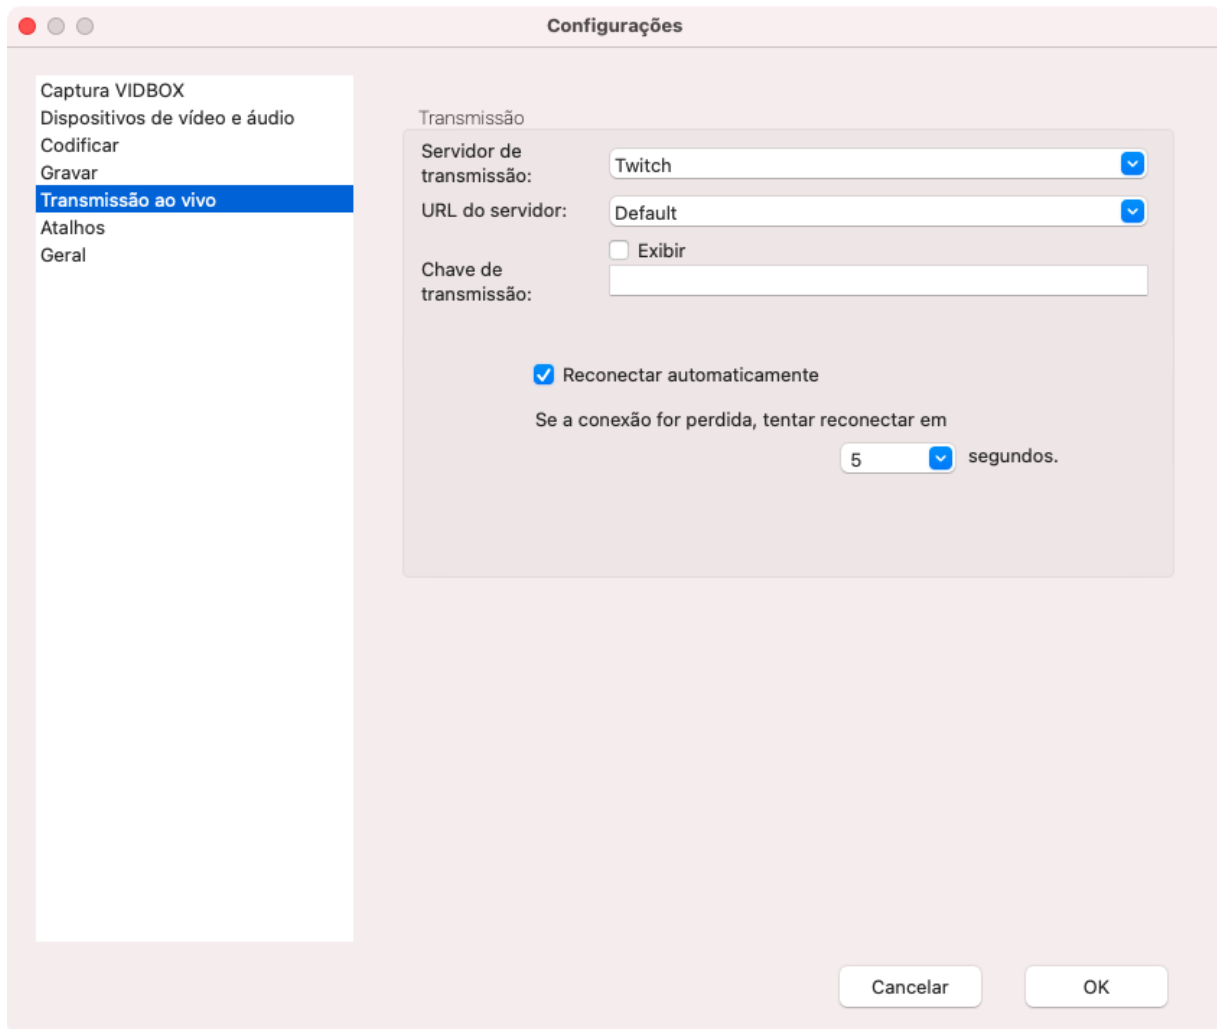 Configurações
Captura VIDBOX
Dispositivos de vídeo e áudio
Codificar
Gravar
Transmissão ao vivo
Atalhos
Geral
Transmissão
Servidor de
transmissão:
Twitch
URL do servidor:
Default
Exibir
Chave de
transmissão:
Reconectar automaticamente
Se a conexão for perdida, tentar reconectar em
5 segundos.
Cancelar
OK